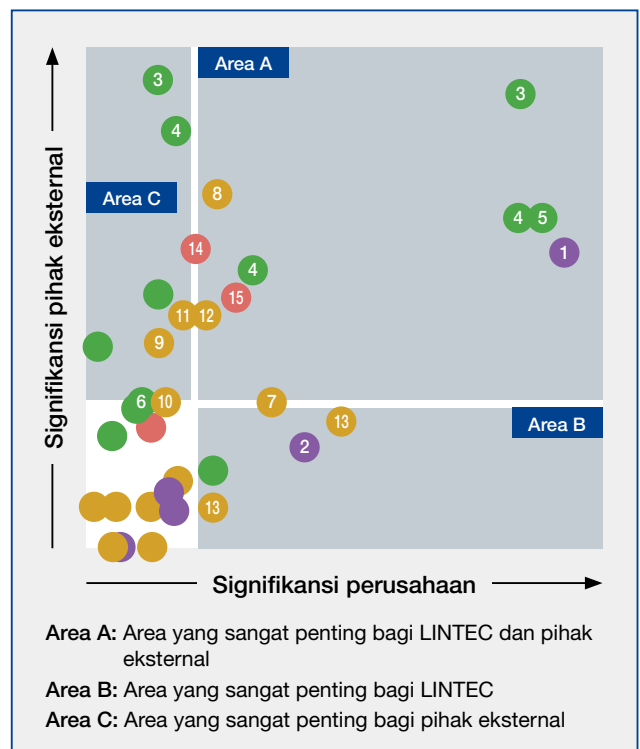 Area A
3
3
4
Area C
8
4 5
14
1
4
15
11 12
9
6 10
7
13
Area B
2
13
Signifikansi pihak eksternal
Signifikansi perusahaan
Area A: Area yang sangat penting bagi LINTEC dan pihak
eksternal
Area B: Area yang sangat penting bagi LINTEC
Area C: Area yang sangat penting bagi pihak eksternal